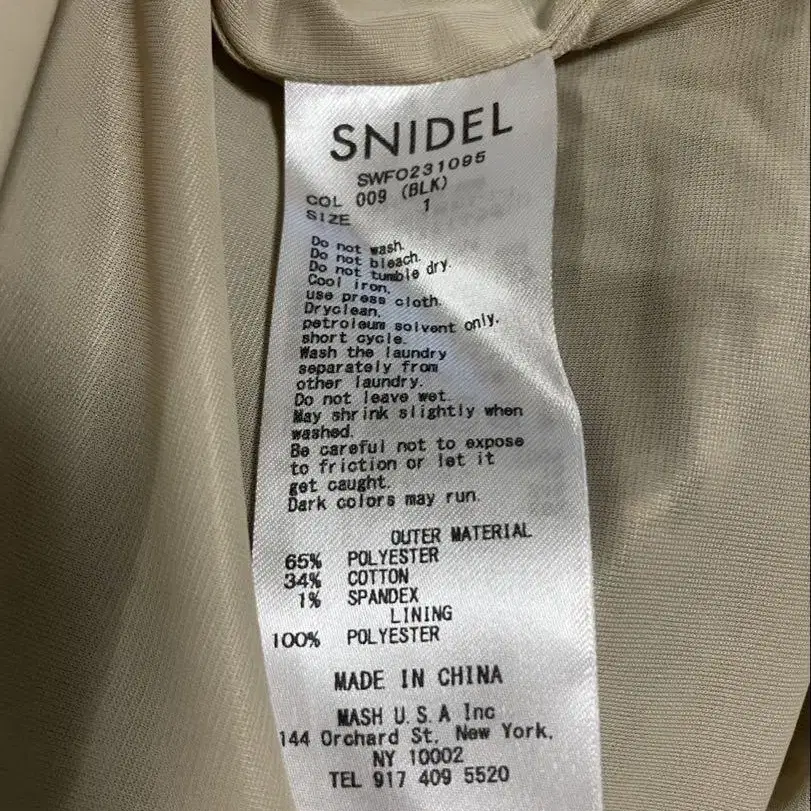 SNIDEL
SWFO231095
COL 009 (BLK)
SIZE 1
Do not wash.
Do not bleach.
Do not tumble dry.
Cool iron.
use press cloth.
Dryclean.
petroleum solvent only.
short cycle.
Wash the laundry
separately from
other laundry.
Do not leave wet.
May shrink slightly when
washed.
Be careful not to expose
to friction or let it
get caught.
Dark colors may run.
OUTER MATERIAL
65% POLYESTER
34% COTTON
1% SPANDEX
LINING
100% POLYESTER
MADE IN CHINA
MASH U.S.A Inc
144 Orchard St. New York,
NY 10002
TEL 917 409 5520